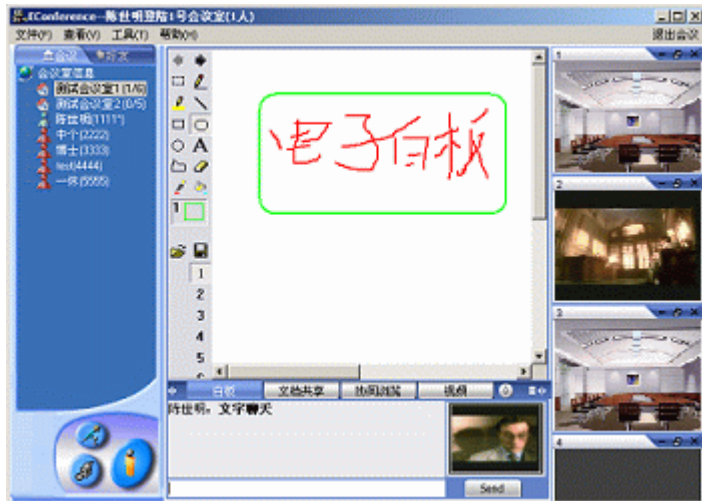 EConference--陈世明登陆1号会议室(1人)
文件(F) 查看(V) 工具(T) 帮助(H)
退出会议
会议
好友
会议室信息
测试会议室1 (1/6)
测试会议室2 (0/5)
陈世明(1111*)
中个(2222)
博士(3333)
test(4444)
一休(5555)
A
1
1
2
3
4
5
6
电子白板
白板 文档共享 协同浏览 视频
陈世明: 文字聊天
Send
1
2
3
4